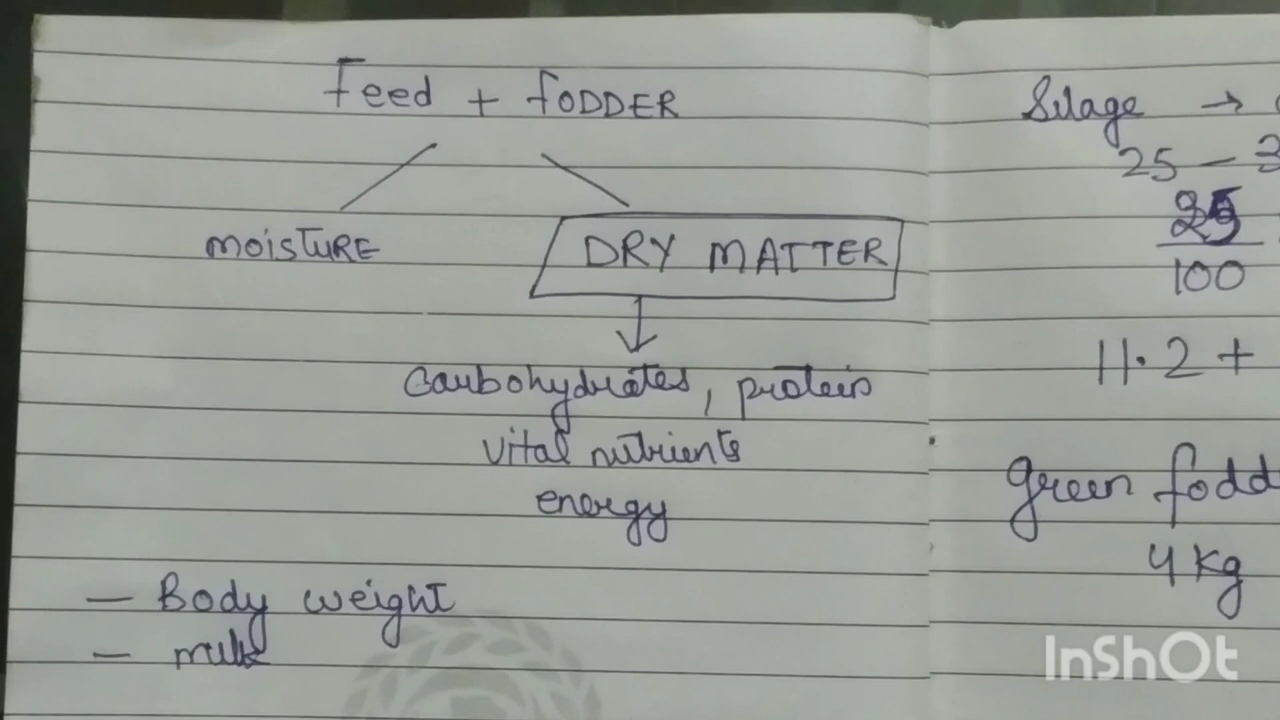 Feed + FODDER
MOISTURE
DRY MATTER
Carbohydrates, protein
vital nutrients
energy
— Body weight
— milk
Silage →
25 –
25
100
11.2 +
Green fodd
4 Kg
InShOt